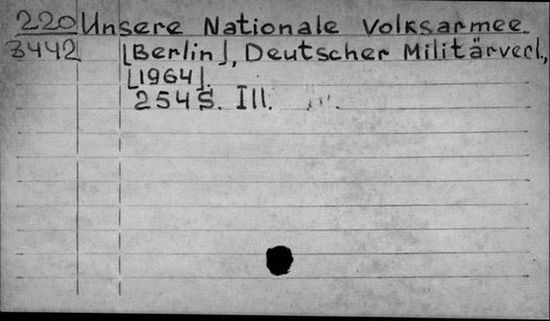 220 Unsere Nationale Volksarmee.
3442 [Berlin], Deutscher Militärverl.,
[1964].
254 S. Ill.